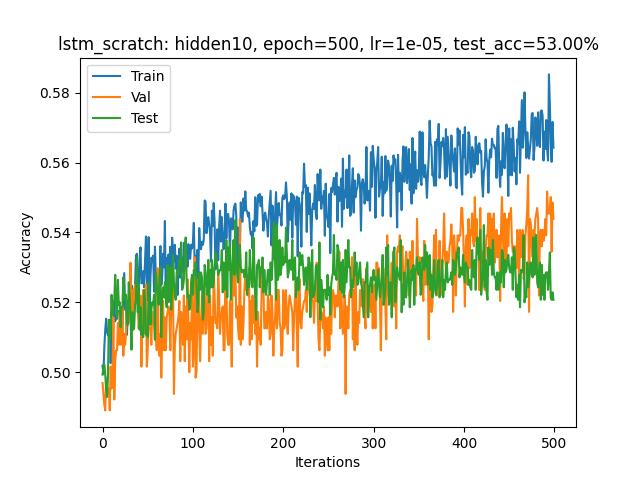 lstm_scratch: hidden10, epoch=500, lr=1e-05, test_acc=53.00%
Train
Val
Test
0.58
0.56
0.54
0.52
0.50
Accuracy
0
100
200
300
400
500
Iterations